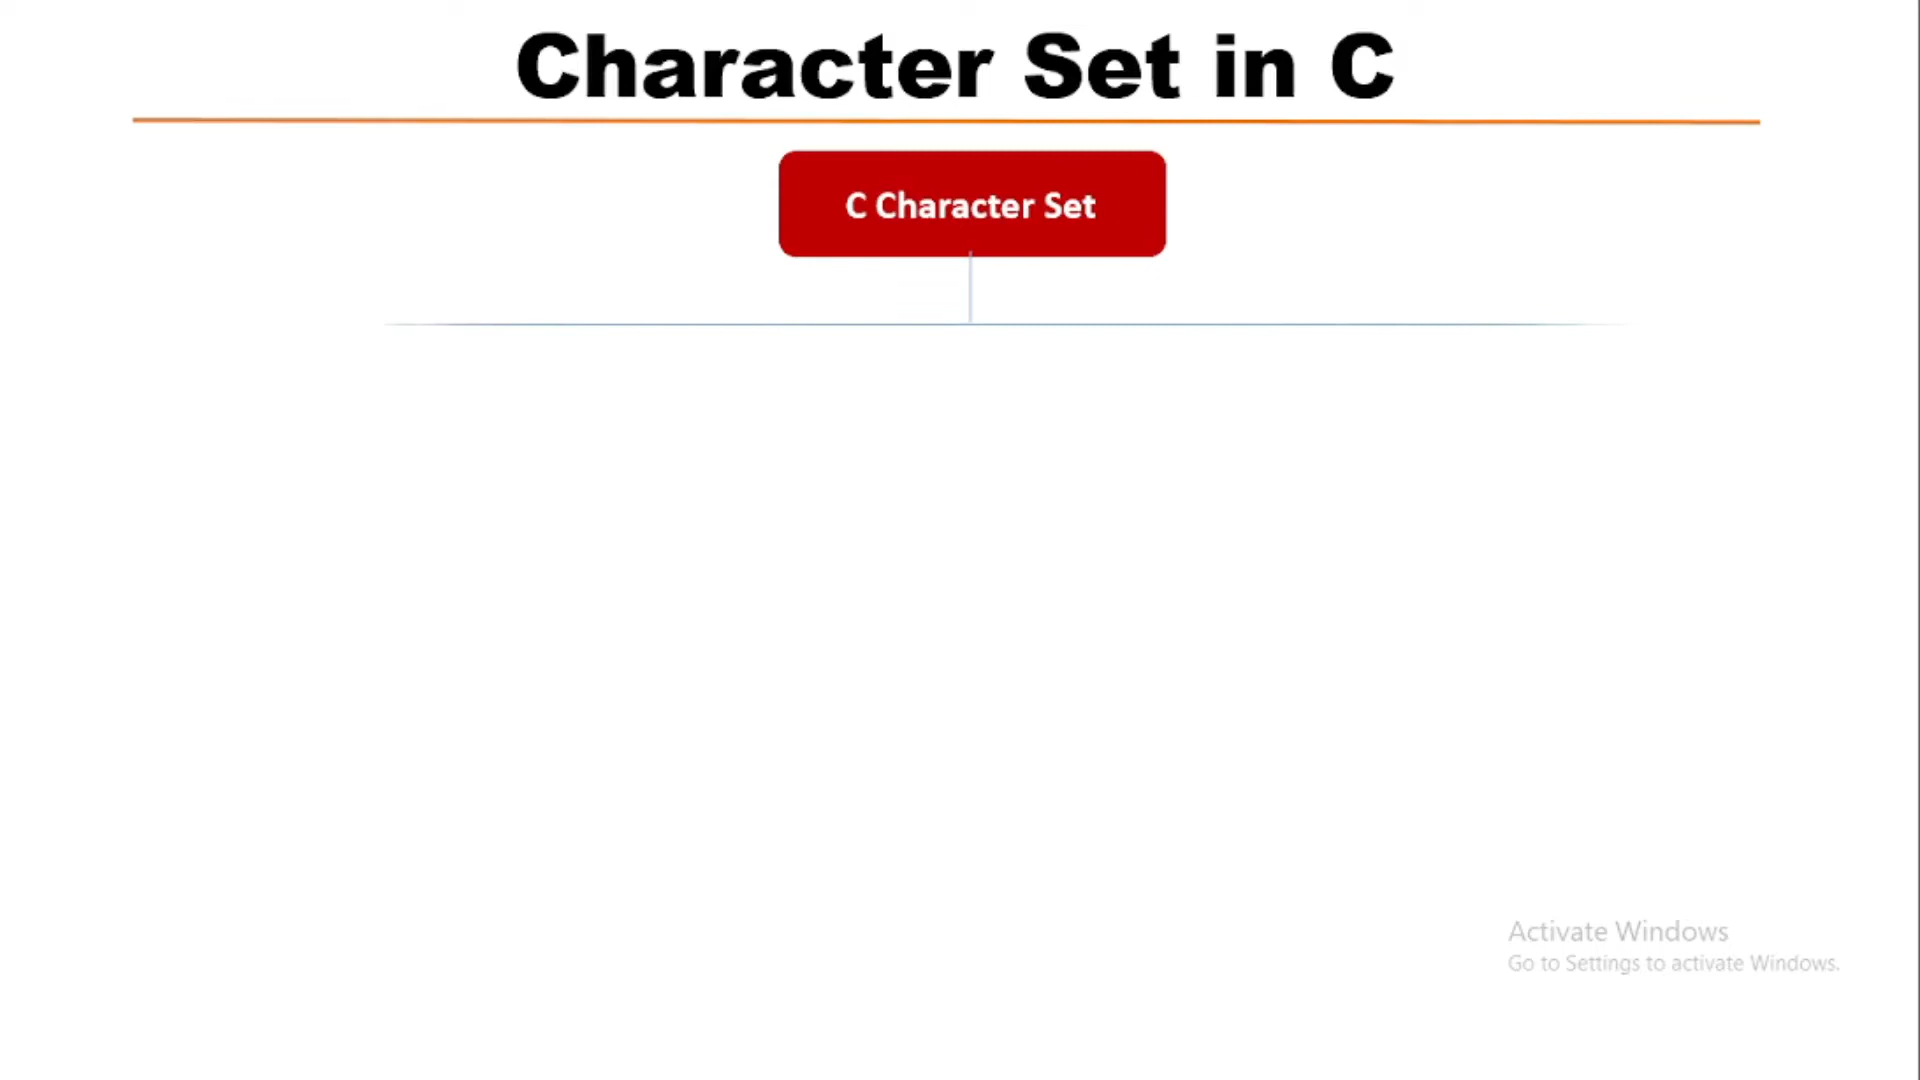 Character Set in C
C Character Set
Activate Windows
Go to Settings to activate Windows.